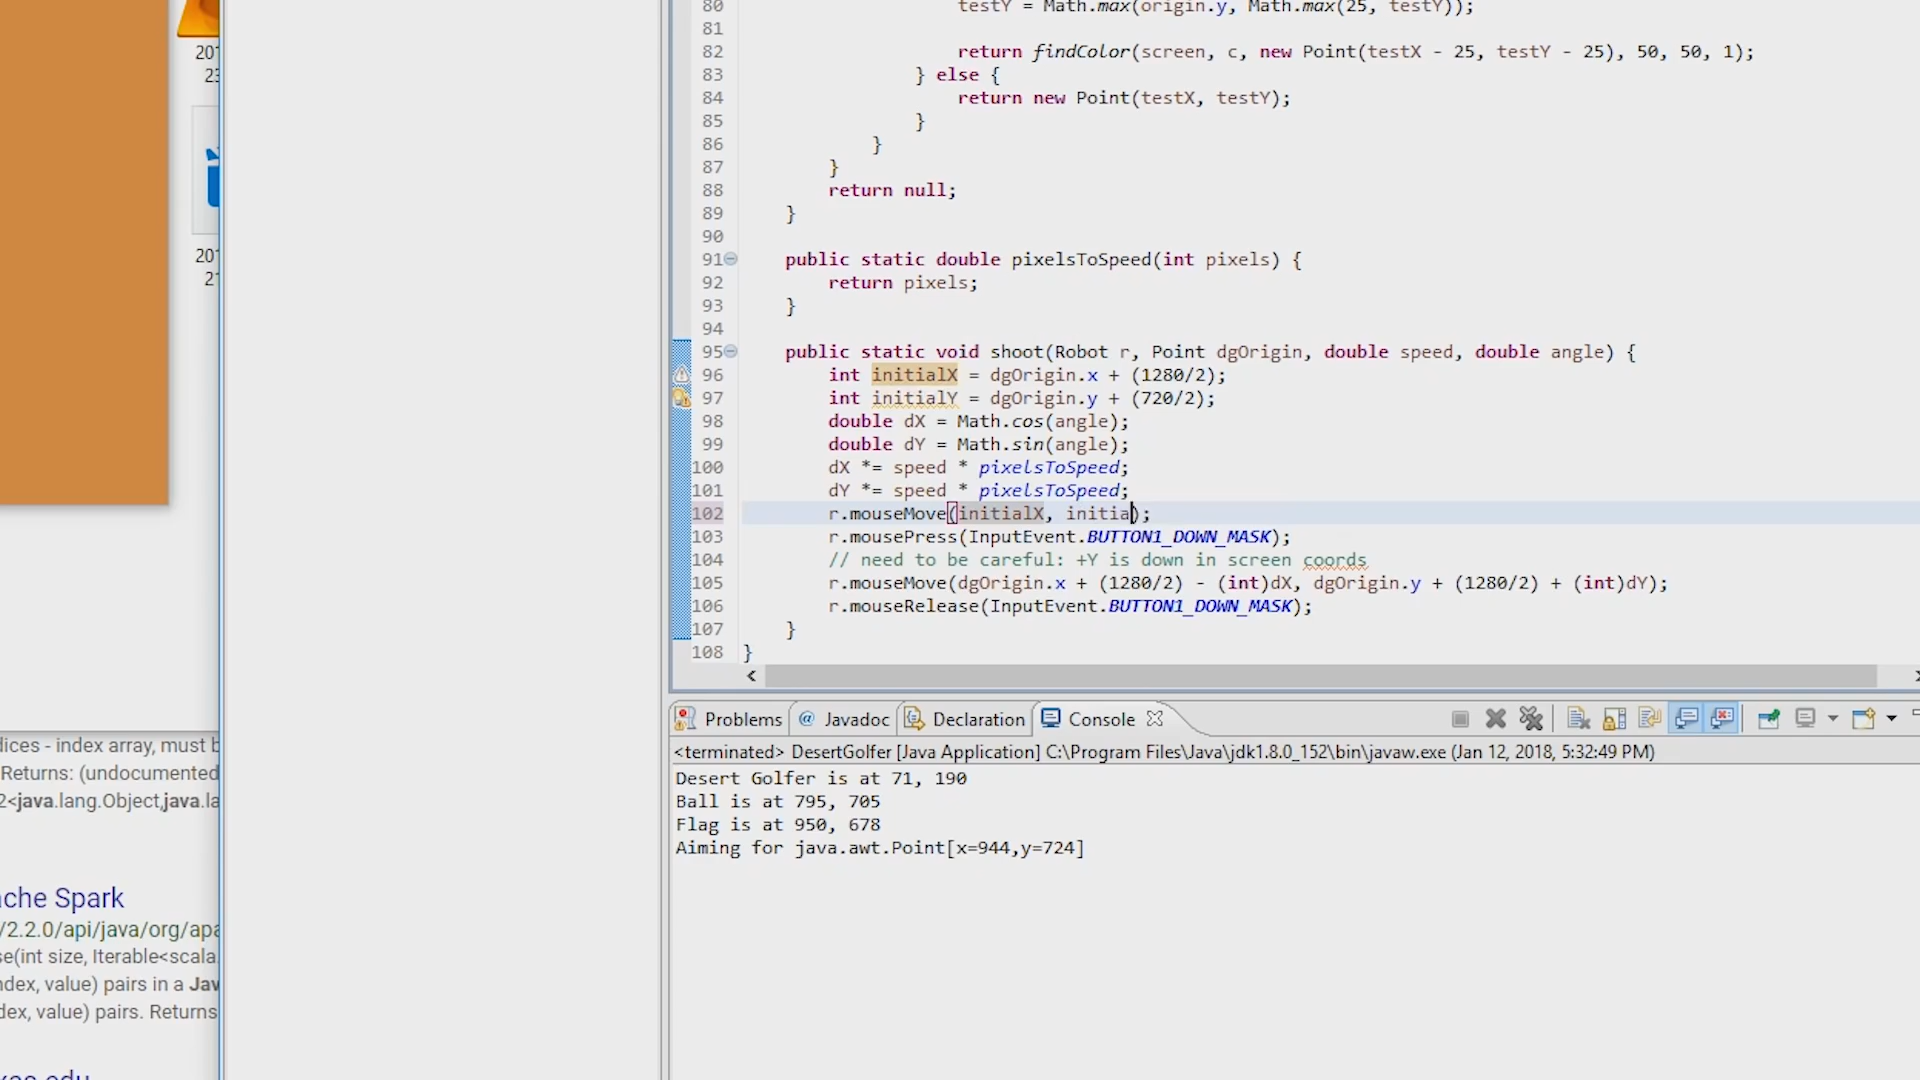 201
23
201
21
80 testY = Math.max(origin.y, Math.max(25, testY));
81
82 return findColor(screen, c, new Point(testX - 25, testY - 25), 50, 50, 1);
83 } else {
84 return new Point(testX, testY);
85 }
86 }
87 }
88 return null;
89 }
90
91 public static double pixelsToSpeed(int pixels) {
92 return pixels;
93 }
94
95 public static void shoot(Robot r, Point dgOrigin, double speed, double angle) {
96 int initialX = dgOrigin.x + (1280/2);
97 int initialY = dgOrigin.y + (720/2);
98 double dX = Math.cos(angle);
99 double dY = Math.sin(angle);
100 dX *= speed * pixelsToSpeed;
101 dY *= speed * pixelsToSpeed;
102 r.mouseMove(initialX, initia);
103 r.mousePress(InputEvent.BUTTON1_DOWN_MASK);
104 // need to be careful: +Y is down in screen coords
105 r.mouseMove(dgOrigin.x + (1280/2) - (int)dX, dgOrigin.y + (1280/2) + (int)dY);
106 r.mouseRelease(InputEvent.BUTTON1_DOWN_MASK);
107 }
108 }
Problems @ Javadoc Declaration Console
<terminated> DesertGolfer [Java Application] C:\Program Files\Java\jdk1.8.0_152\bin\javaw.exe (Jan 12, 2018, 5:32:49 PM)
Desert Golfer is at 71, 190
Ball is at 795, 705
Flag is at 950, 678
Aiming for java.awt.Point[x=944,y=724]
dices - index array, must b
Returns: (undocumented
2<java.lang.Object,java.la
che Spark
/2.2.0/api/java/org/apa
se(int size, Iterable<scala.
ndex, value) pairs in a Jav
dex, value) pairs. Returns